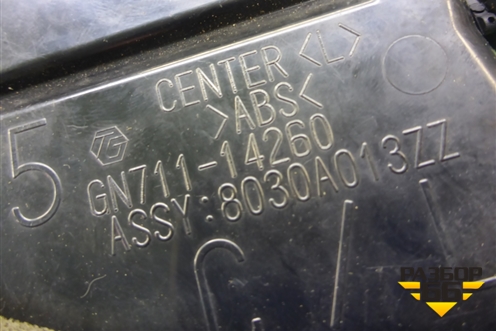 CENTER <L>
>ABS<
5
GN711-14260
ASSY:8030A013ZZ
РАЗБОР